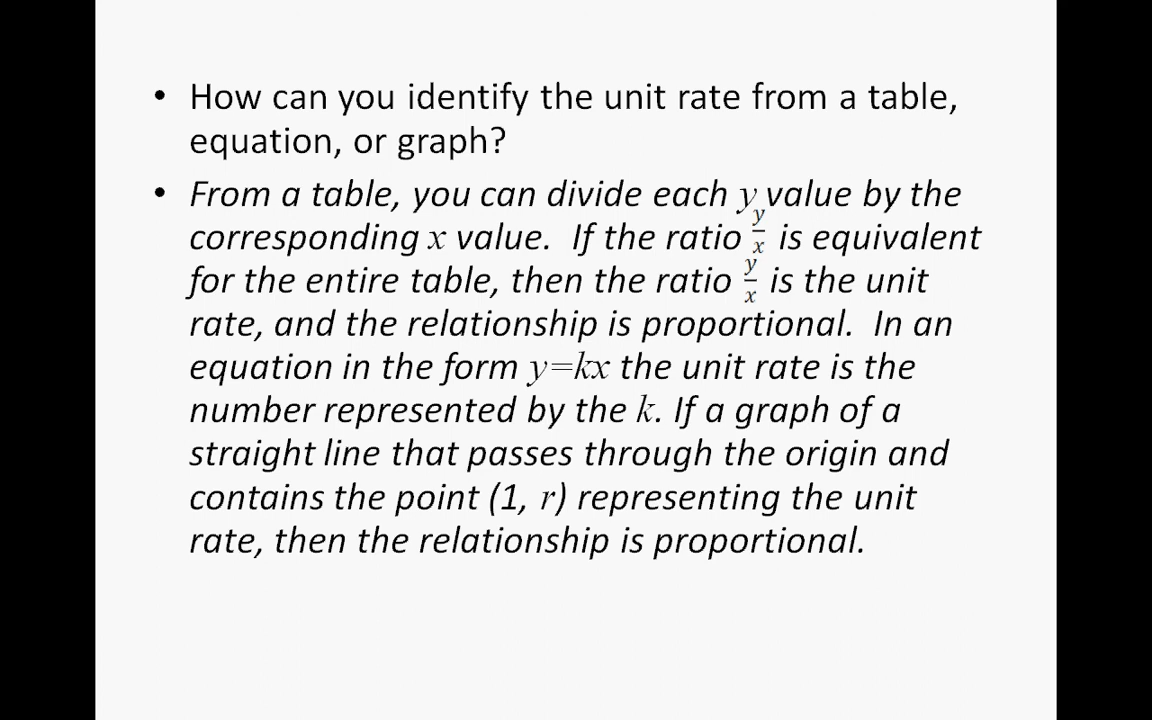 • How can you identify the unit rate from a table,
equation, or graph?
• From a table, you can divide each y value by the
corresponding x value.  If the ratio y/x is equivalent
for the entire table, then the ratio y/x is the unit
rate, and the relationship is proportional.  In an
equation in the form y=kx the unit rate is the
number represented by the k. If a graph of a
straight line that passes through the origin and
contains the point (1, r) representing the unit
rate, then the relationship is proportional.